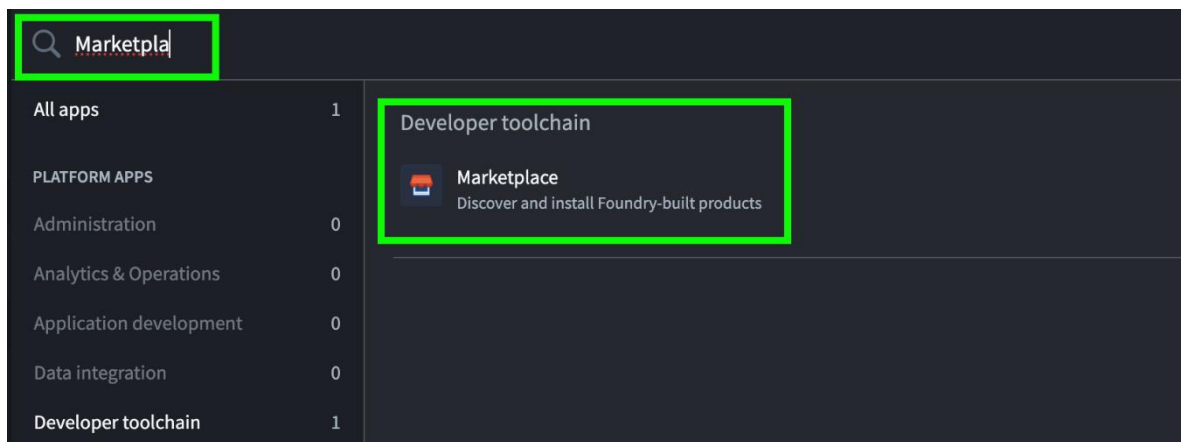 Marketpla
All apps 1
PLATFORM APPS
Administration 0
Analytics & Operations 0
Application development 0
Data integration 0
Developer toolchain 1
Developer toolchain
Marketplace
Discover and install Foundry-built products